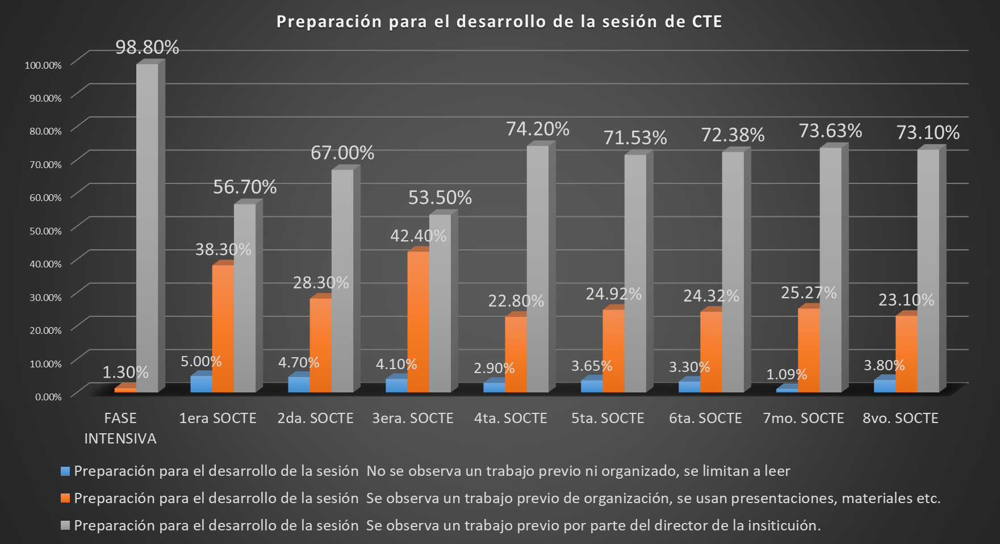 Preparación para el desarrollo de la sesión de CTE
98.80%
100.00%
90.00%
80.00%
70.00%
60.00%
50.00%
40.00%
30.00%
20.00%
10.00%
0.00%
1.30%
5.00%
38.30%
56.70%
4.70%
28.30%
67.00%
4.10%
42.40%
53.50%
2.90%
22.80%
74.20%
3.65%
24.92%
71.53%
3.30%
24.32%
72.38%
1.09%
25.27%
73.63%
3.80%
23.10%
73.10%
FASE
INTENSIVA
1era SOCTE
2da. SOCTE
3era. SOCTE
4ta. SOCTE
5ta. SOCTE
6ta. SOCTE
7mo. SOCTE
8vo. SOCTE
Preparación para el desarrollo de la sesión  No se observa un trabajo previo ni organizado, se limitan a leer
Preparación para el desarrollo de la sesión  Se observa un trabajo previo de organización, se usan presentaciones, materiales etc.
Preparación para el desarrollo de la sesión  Se observa un trabajo previo por parte del director de la insiticuión.